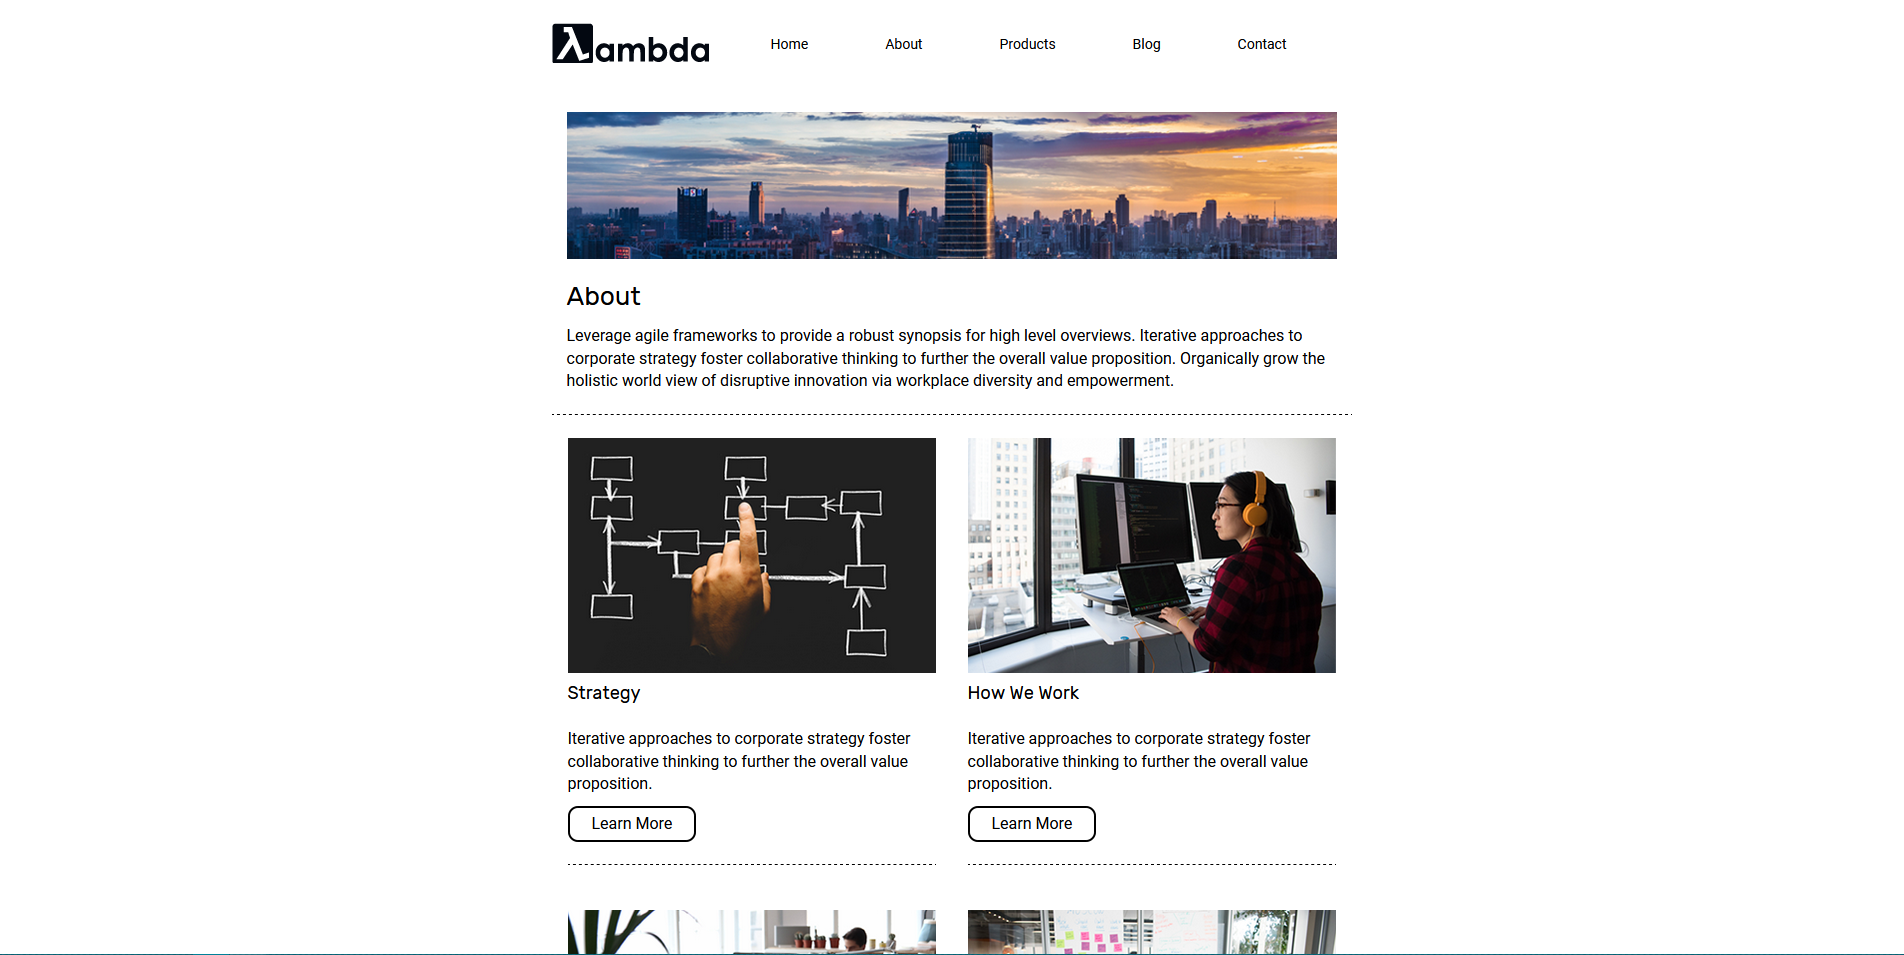 λambda
Home
About
Products
Blog
Contact
About
Leverage agile frameworks to provide a robust synopsis for high level overviews. Iterative approaches to
corporate strategy foster collaborative thinking to further the overall value proposition. Organically grow the
holistic world view of disruptive innovation via workplace diversity and empowerment.
Strategy
Iterative approaches to corporate strategy foster
collaborative thinking to further the overall value
proposition.
Learn More
How We Work
Iterative approaches to corporate strategy foster
collaborative thinking to further the overall value
proposition.
Learn More